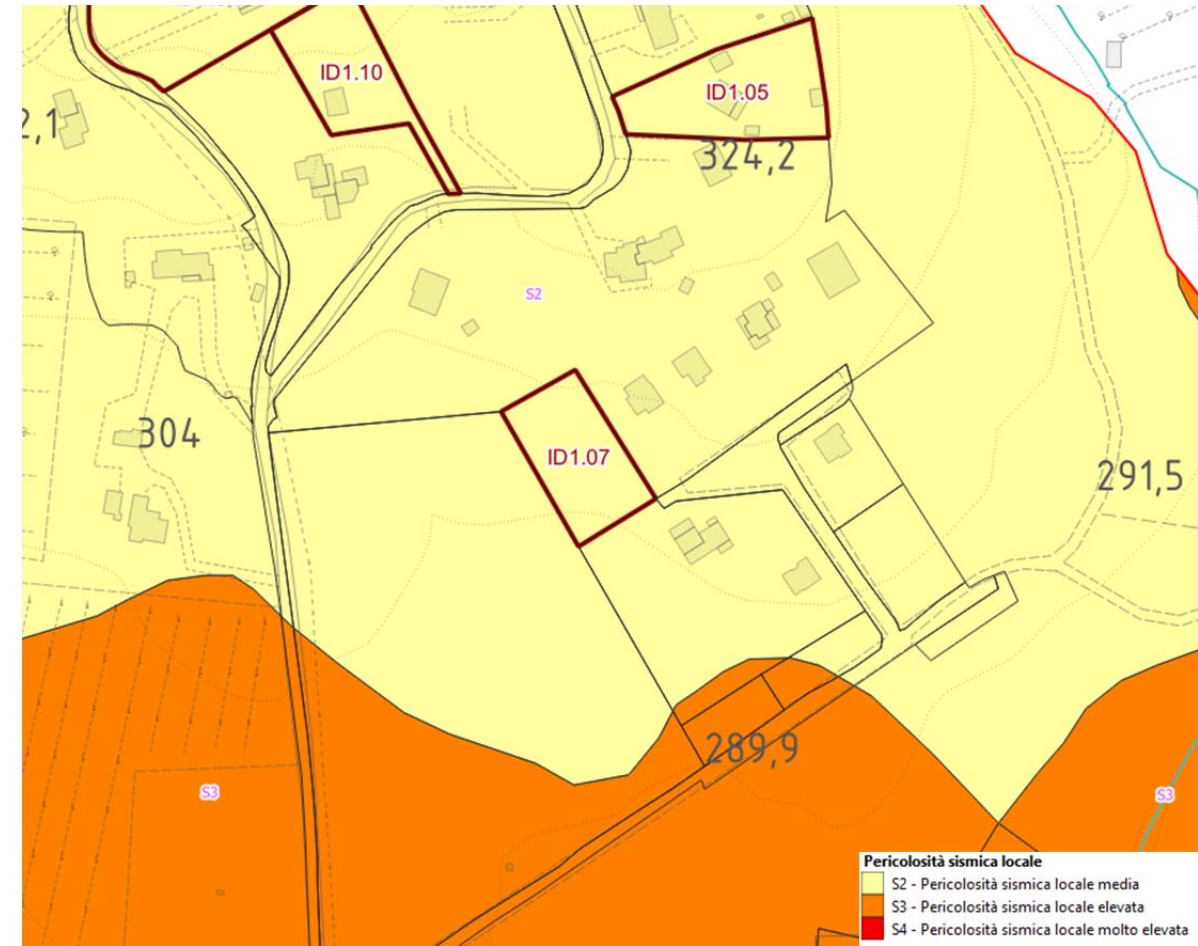 ID1.10
ID1.05
2,1
324,2
S2
304
ID1.07
291,5
289,9
S3
S3
Pericolosità sismica locale
S2 - Pericolosità sismica locale media
S3 - Pericolosità sismica locale elevata
S4 - Pericolosità sismica locale molto elevata